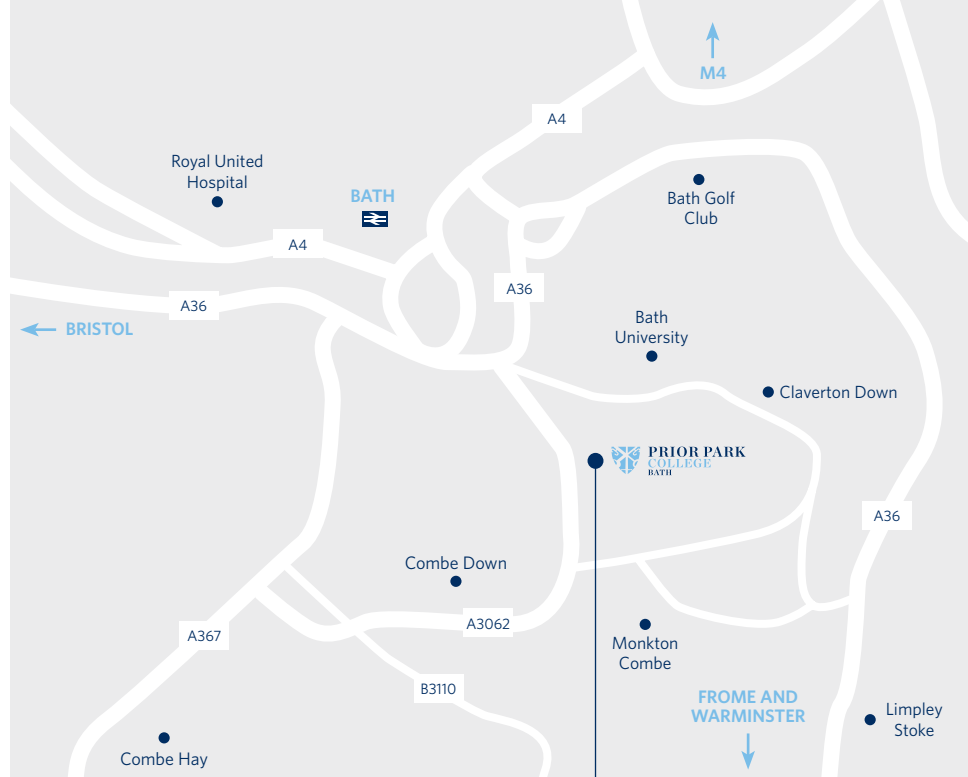 M4
A4
Royal United
Hospital
BATH
Bath Golf
Club
A4
A36
A36
BRISTOL
Bath
University
Claverton Down
PRIOR PARK
COLLEGE
BATH
A36
Combe Down
A3062
A367
Monkton
Combe
B3110
FROME AND
WARMINSTER
Limpley
Stoke
Combe Hay